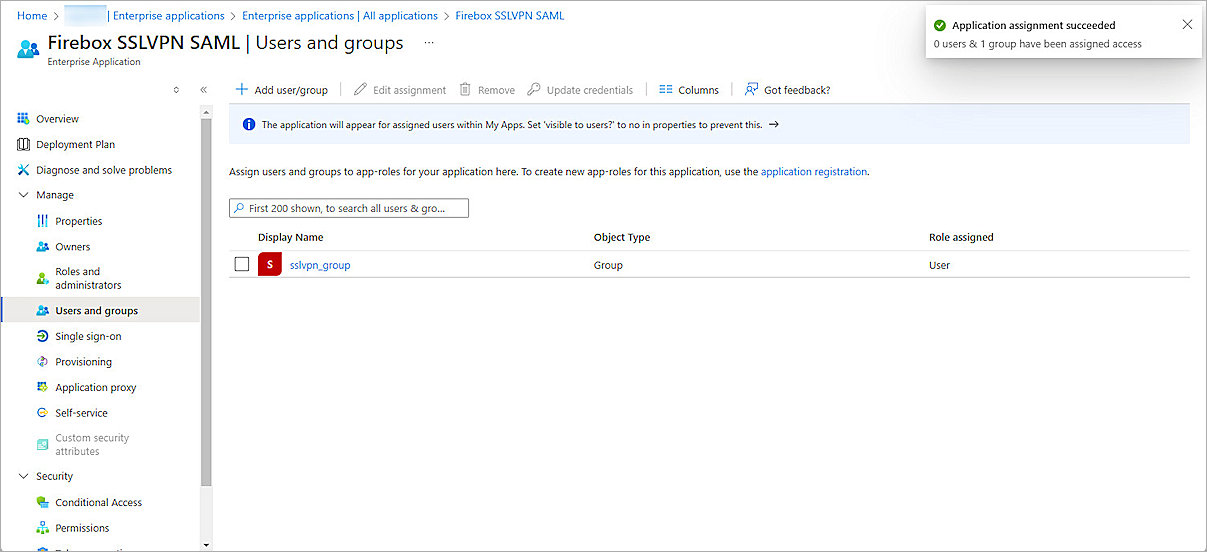 Home > | Enterprise applications > Enterprise applications | All applications > Firebox SSLVPN SAML
Firebox SSLVPN SAML | Users and groups ...
Enterprise Application
Application assignment succeeded
0 users & 1 group have been assigned access
Add user/group
Edit assignment
Remove
Update credentials
Columns
Got feedback?
Overview
Deployment Plan
Diagnose and solve problems
Manage
Properties
Owners
Roles and
administrators
Users and groups
Single sign-on
Provisioning
Application proxy
Self-service
Custom security
attributes
Security
Conditional Access
Permissions
The application will appear for assigned users within My Apps. Set 'visible to users?' to no in properties to prevent this. →
Assign users and groups to app-roles for your application here. To create new app-roles for this application, use the application registration.
First 200 shown, to search all users & gro...
Display Name Object Type Role assigned
S sslvpn_group Group User